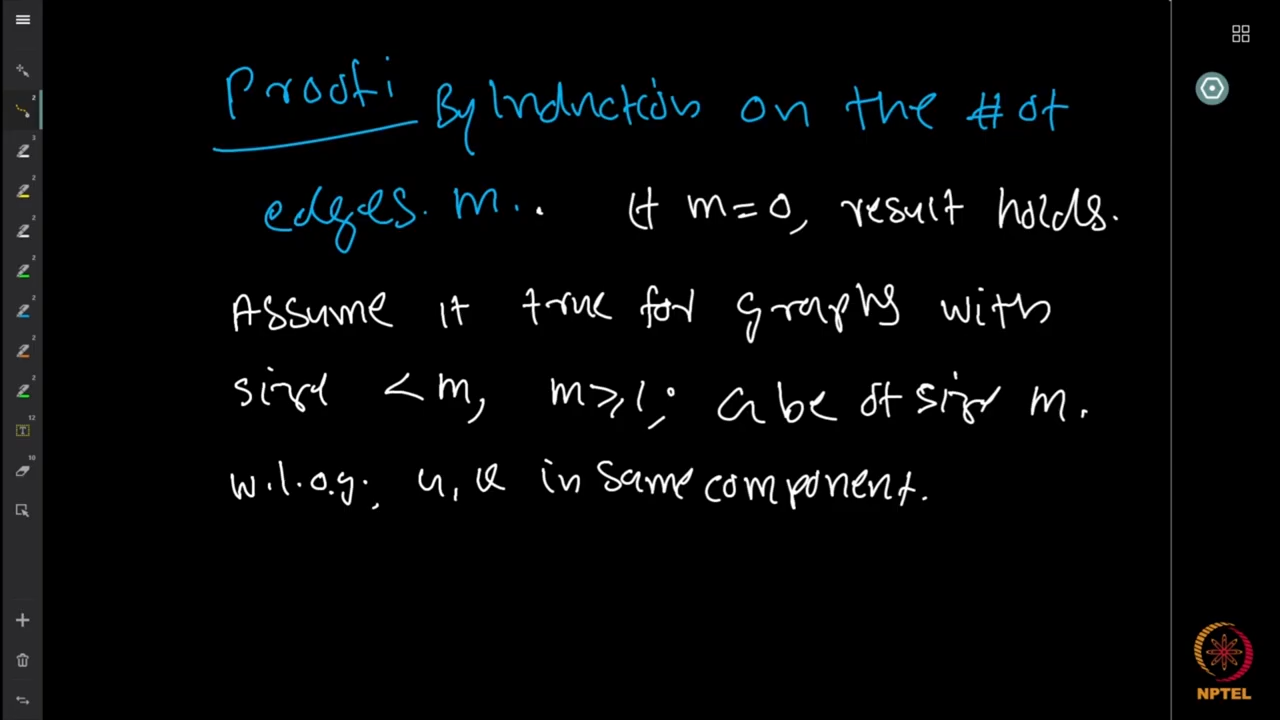 Proof: By Induction on the # of
edges. m.. If m=0, result holds.
Assume it true for graphs with
size < m, m≥1; G be of size m.
w.l.o.g., u, v in same component.
NPTEL